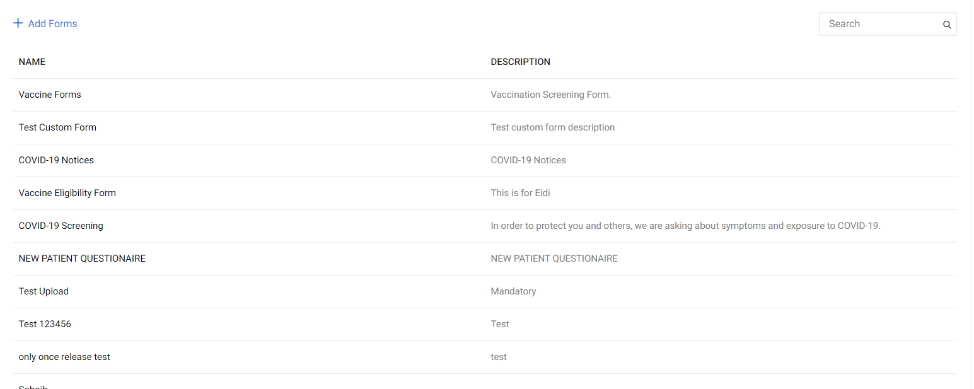 + Add Forms
Search
NAME DESCRIPTION
Vaccine Forms Vaccination Screening Form.
Test Custom Form Test custom form description
COVID-19 Notices COVID-19 Notices
Vaccine Eligibility Form This is for Eidi
COVID-19 Screening In order to protect you and others, we are asking about symptoms and exposure to COVID-19.
NEW PATIENT QUESTIONAIRE NEW PATIENT QUESTIONAIRE
Test Upload Mandatory
Test 123456 Test
only once release test test